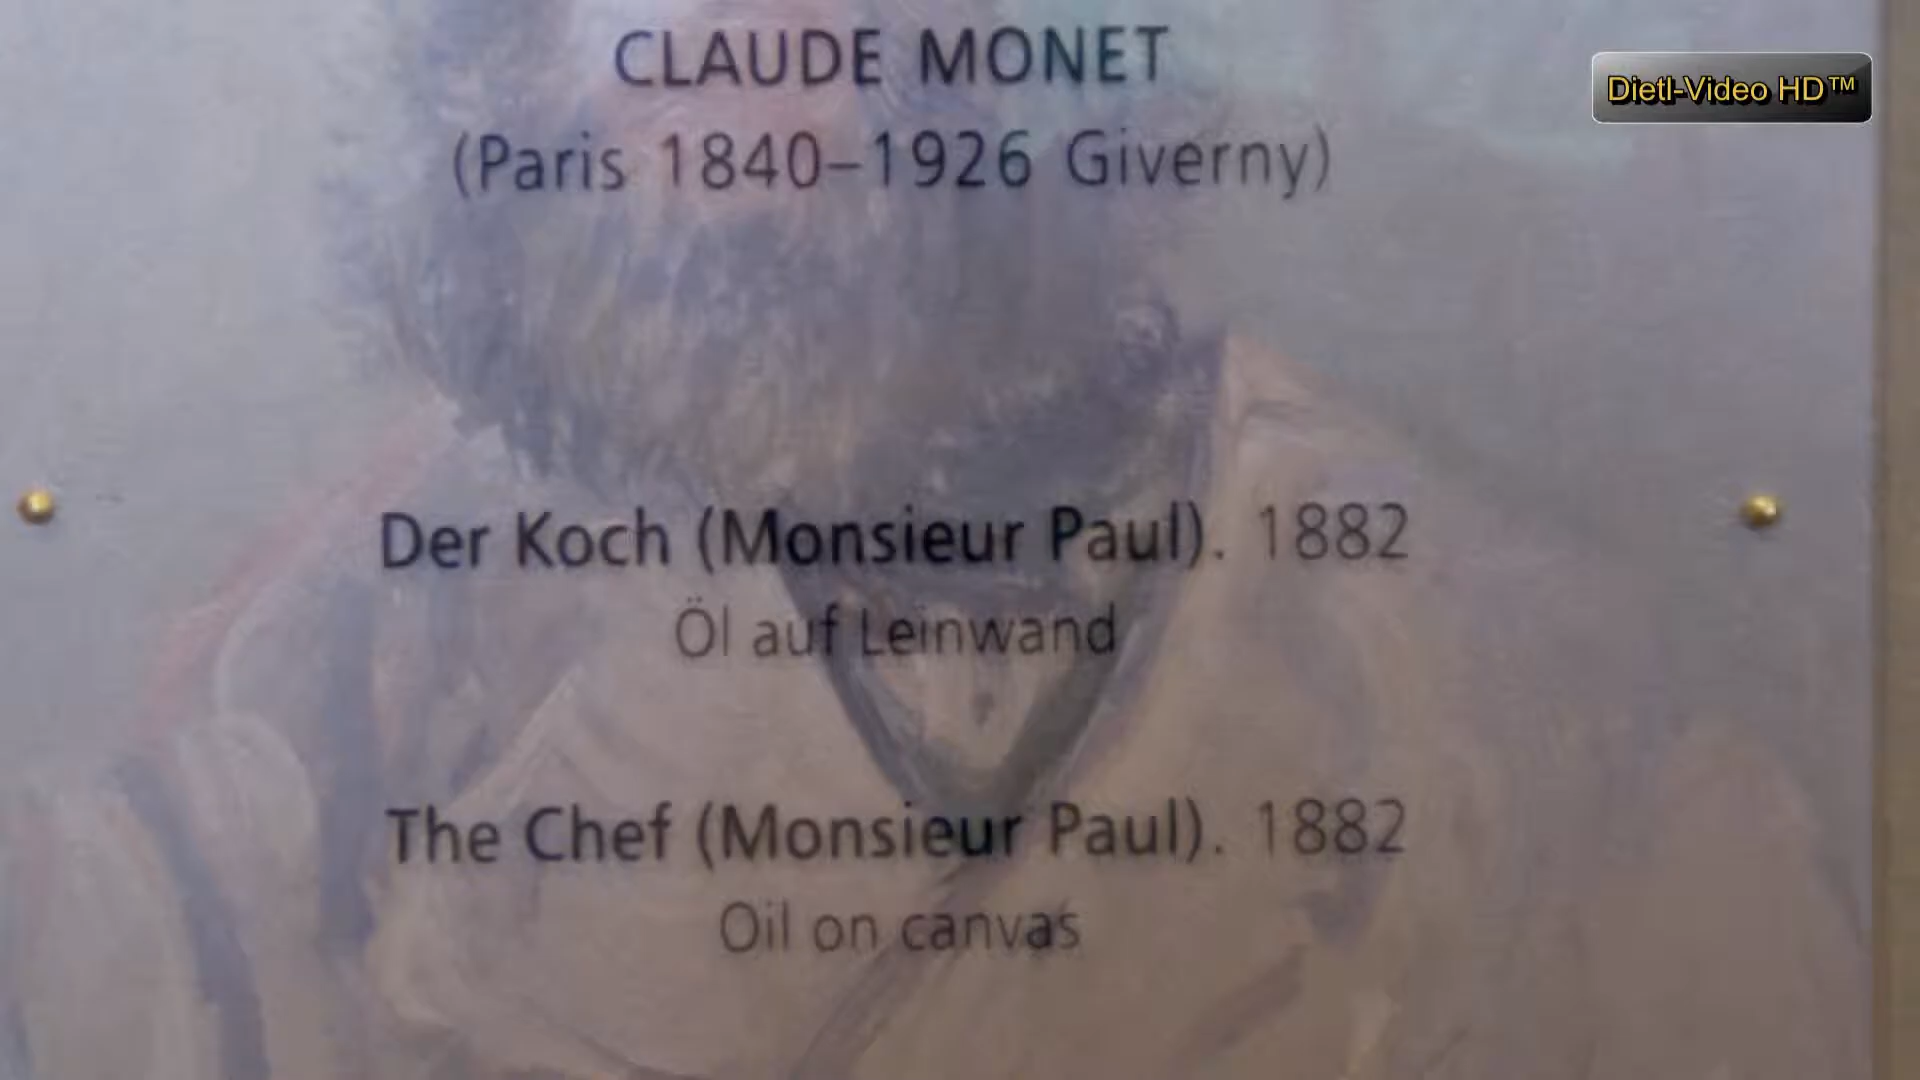 CLAUDE MONET
Dietl-Video HD™
(Paris 1840–1926 Giverny)
Der Koch (Monsieur Paul). 1882
Öl auf Leinwand
The Chef (Monsieur Paul). 1882
Oil on canvas